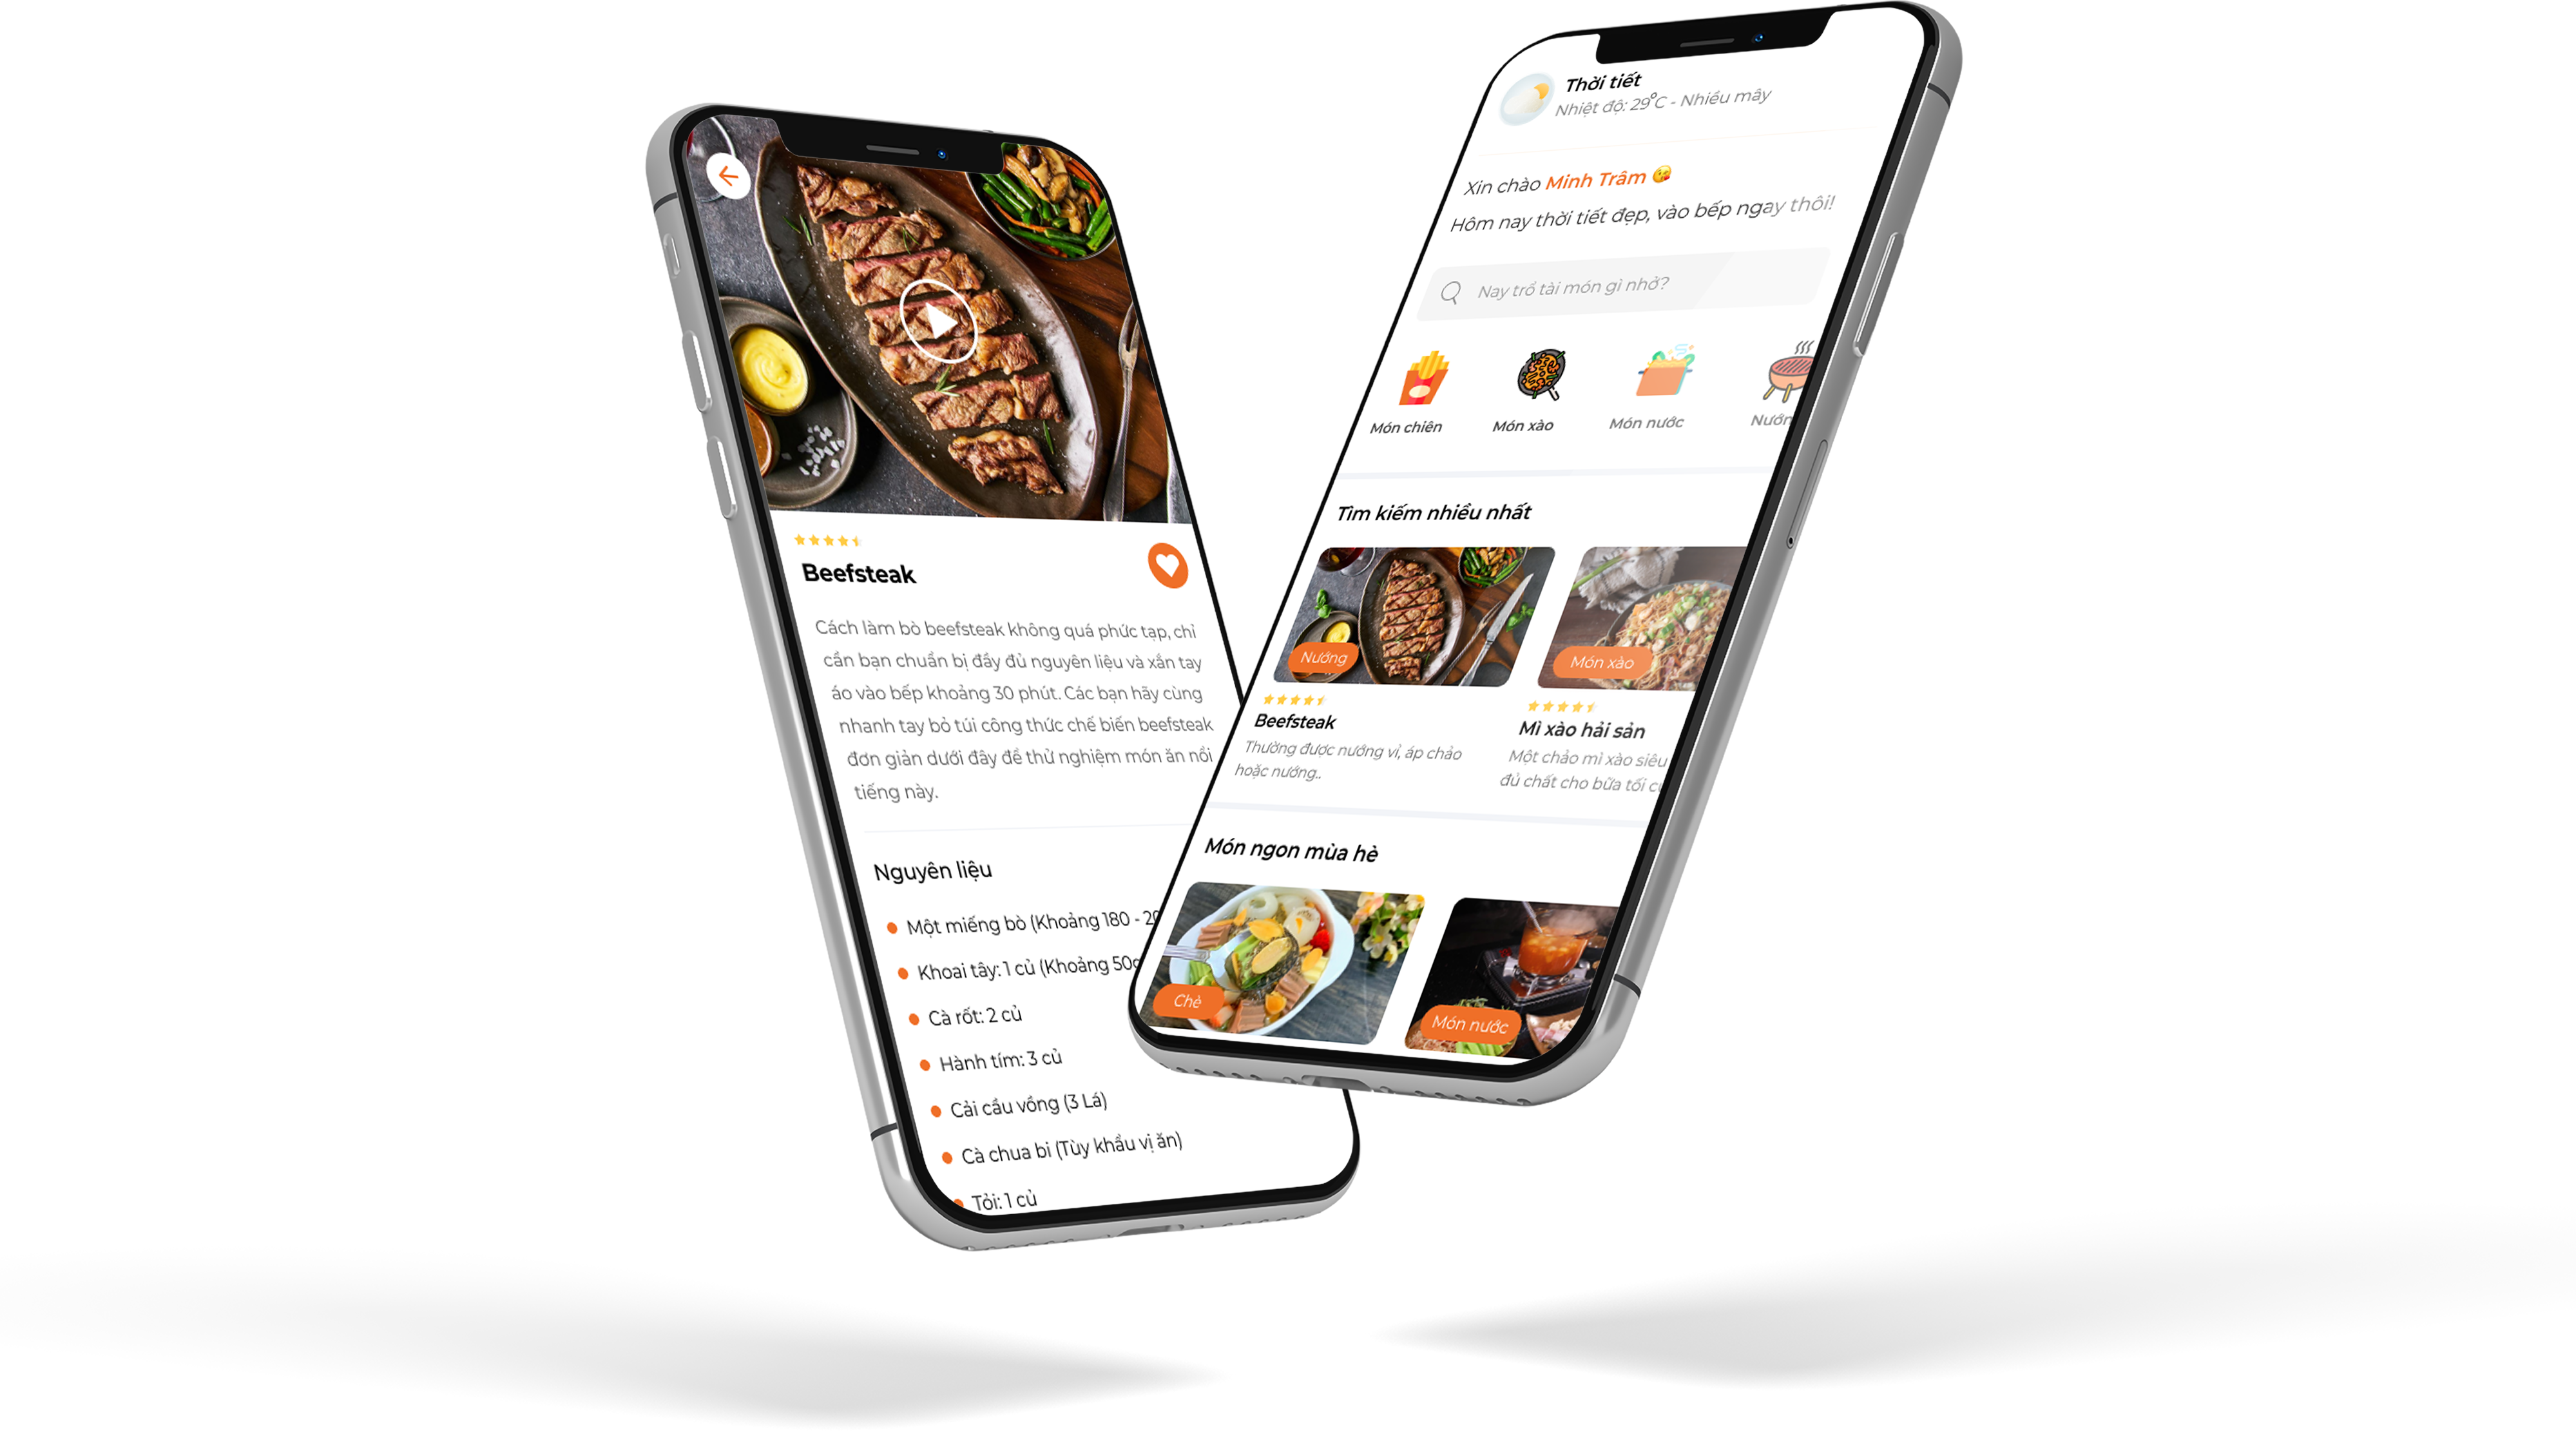 Beefsteak
Cách làm bò beefsteak không quá phức tạp, chỉ
cần bạn chuẩn bị đầy đủ nguyên liệu và xắn tay
áo vào bếp khoảng 30 phút. Các bạn hãy cùng
nhanh tay bỏ túi công thức chế biến beefsteak
đơn giản dưới đây để thử nghiệm món ăn nổi
tiếng này.
Nguyên liệu
Một miếng bò (Khoảng 180 - 20
Khoai tây: 1 củ (Khoảng 50g
Cà rốt: 2 củ
Hành tím: 3 củ
Cải cầu vồng (3 Lá)
Cà chua bi (Tùy khẩu vị ăn)
Tỏi: 1 củ
Thời tiết
Nhiệt độ: 29°C - Nhiều mây
Xin chào Minh Trâm 😘
Hôm nay thời tiết đẹp, vào bếp ngay thôi!
Nay trổ tài món gì nhở?
Món chiên
Món xào
Món nước
Nướn
Tìm kiếm nhiều nhất
Nướng
Món xào
Beefsteak
Thường được nướng vỉ, áp chảo
hoặc nướng..
Mì xào hải sản
Một chảo mì xào siêu
đủ chất cho bữa tối
Món ngon mùa hè
Chè
Món nước